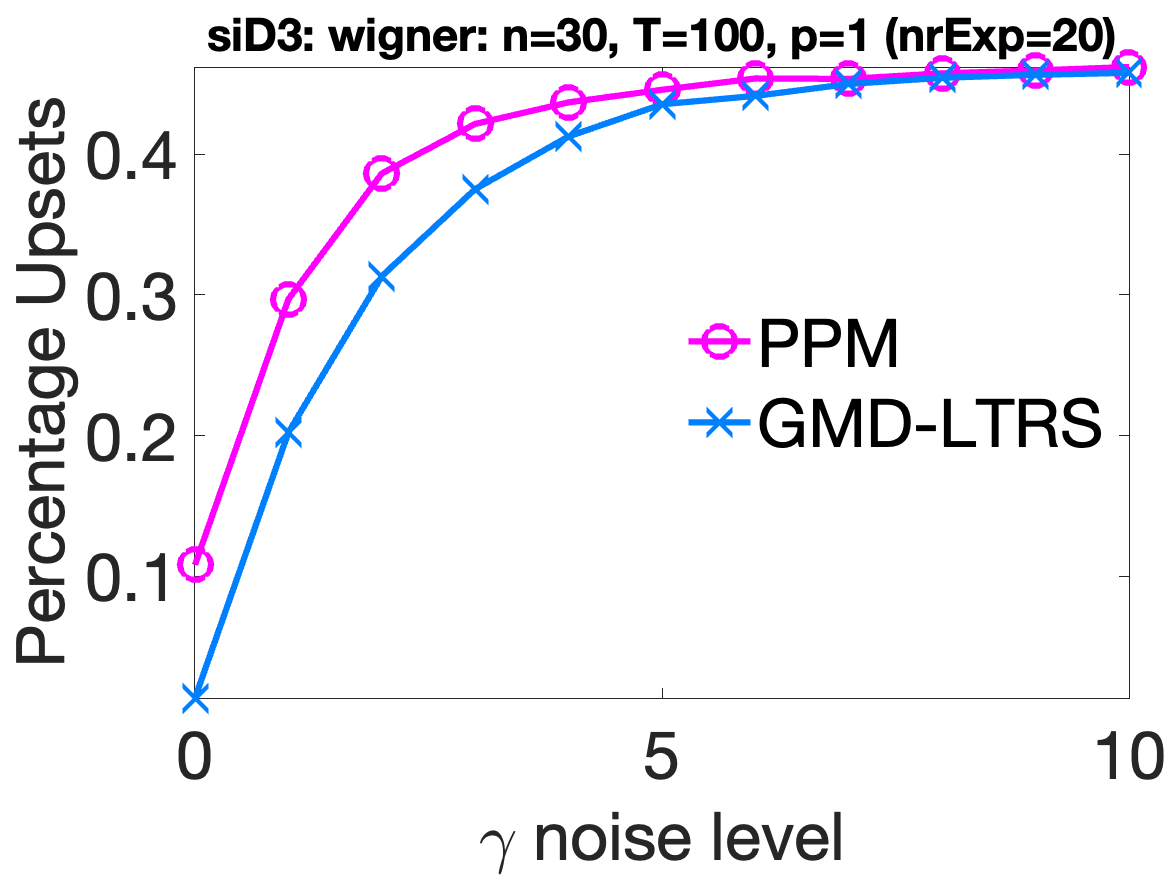 siD3: wigner: n=30, T=100, p=1 (nrExp=20)
Percentage Upsets
0.4
0.3
0.2
0.1
PPM
GMD-LTRS
0 5 10
γ noise level